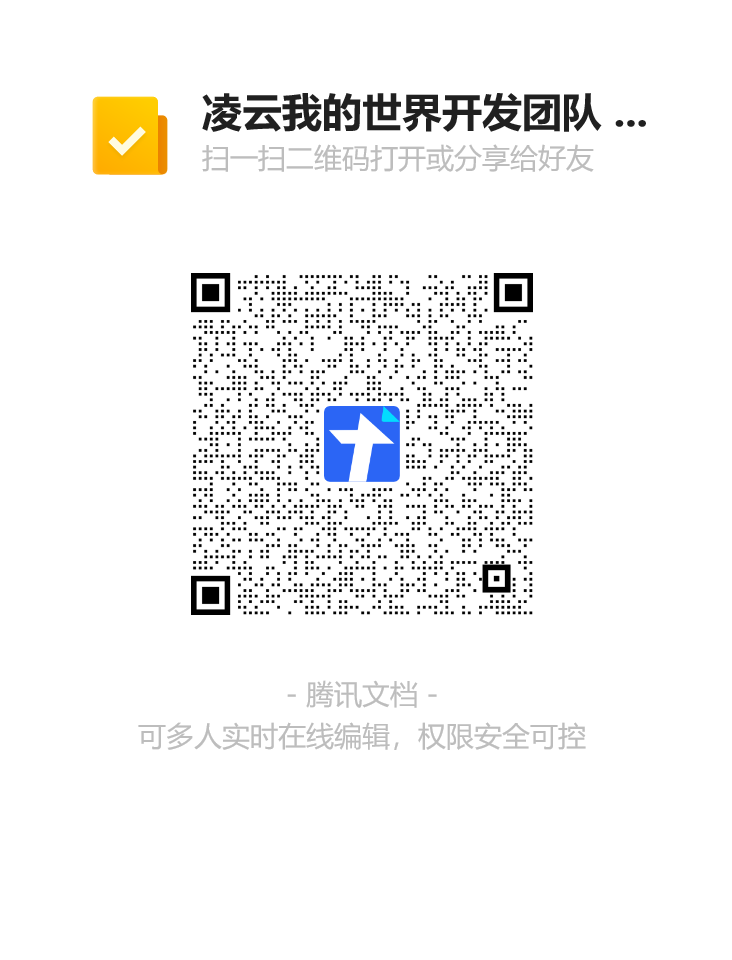 凌云我的世界开发团队 ...
扫一扫二维码打开或分享给好友
- 腾讯文档 -
可多人实时在线编辑，权限安全可控